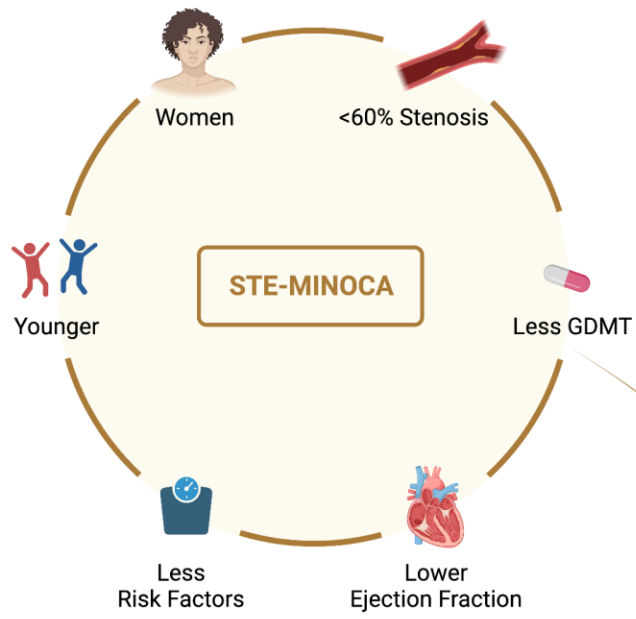 Women
<60% Stenosis
STE-MINOCA
Younger
Less GDMT
Less
Risk Factors
Lower
Ejection Fraction